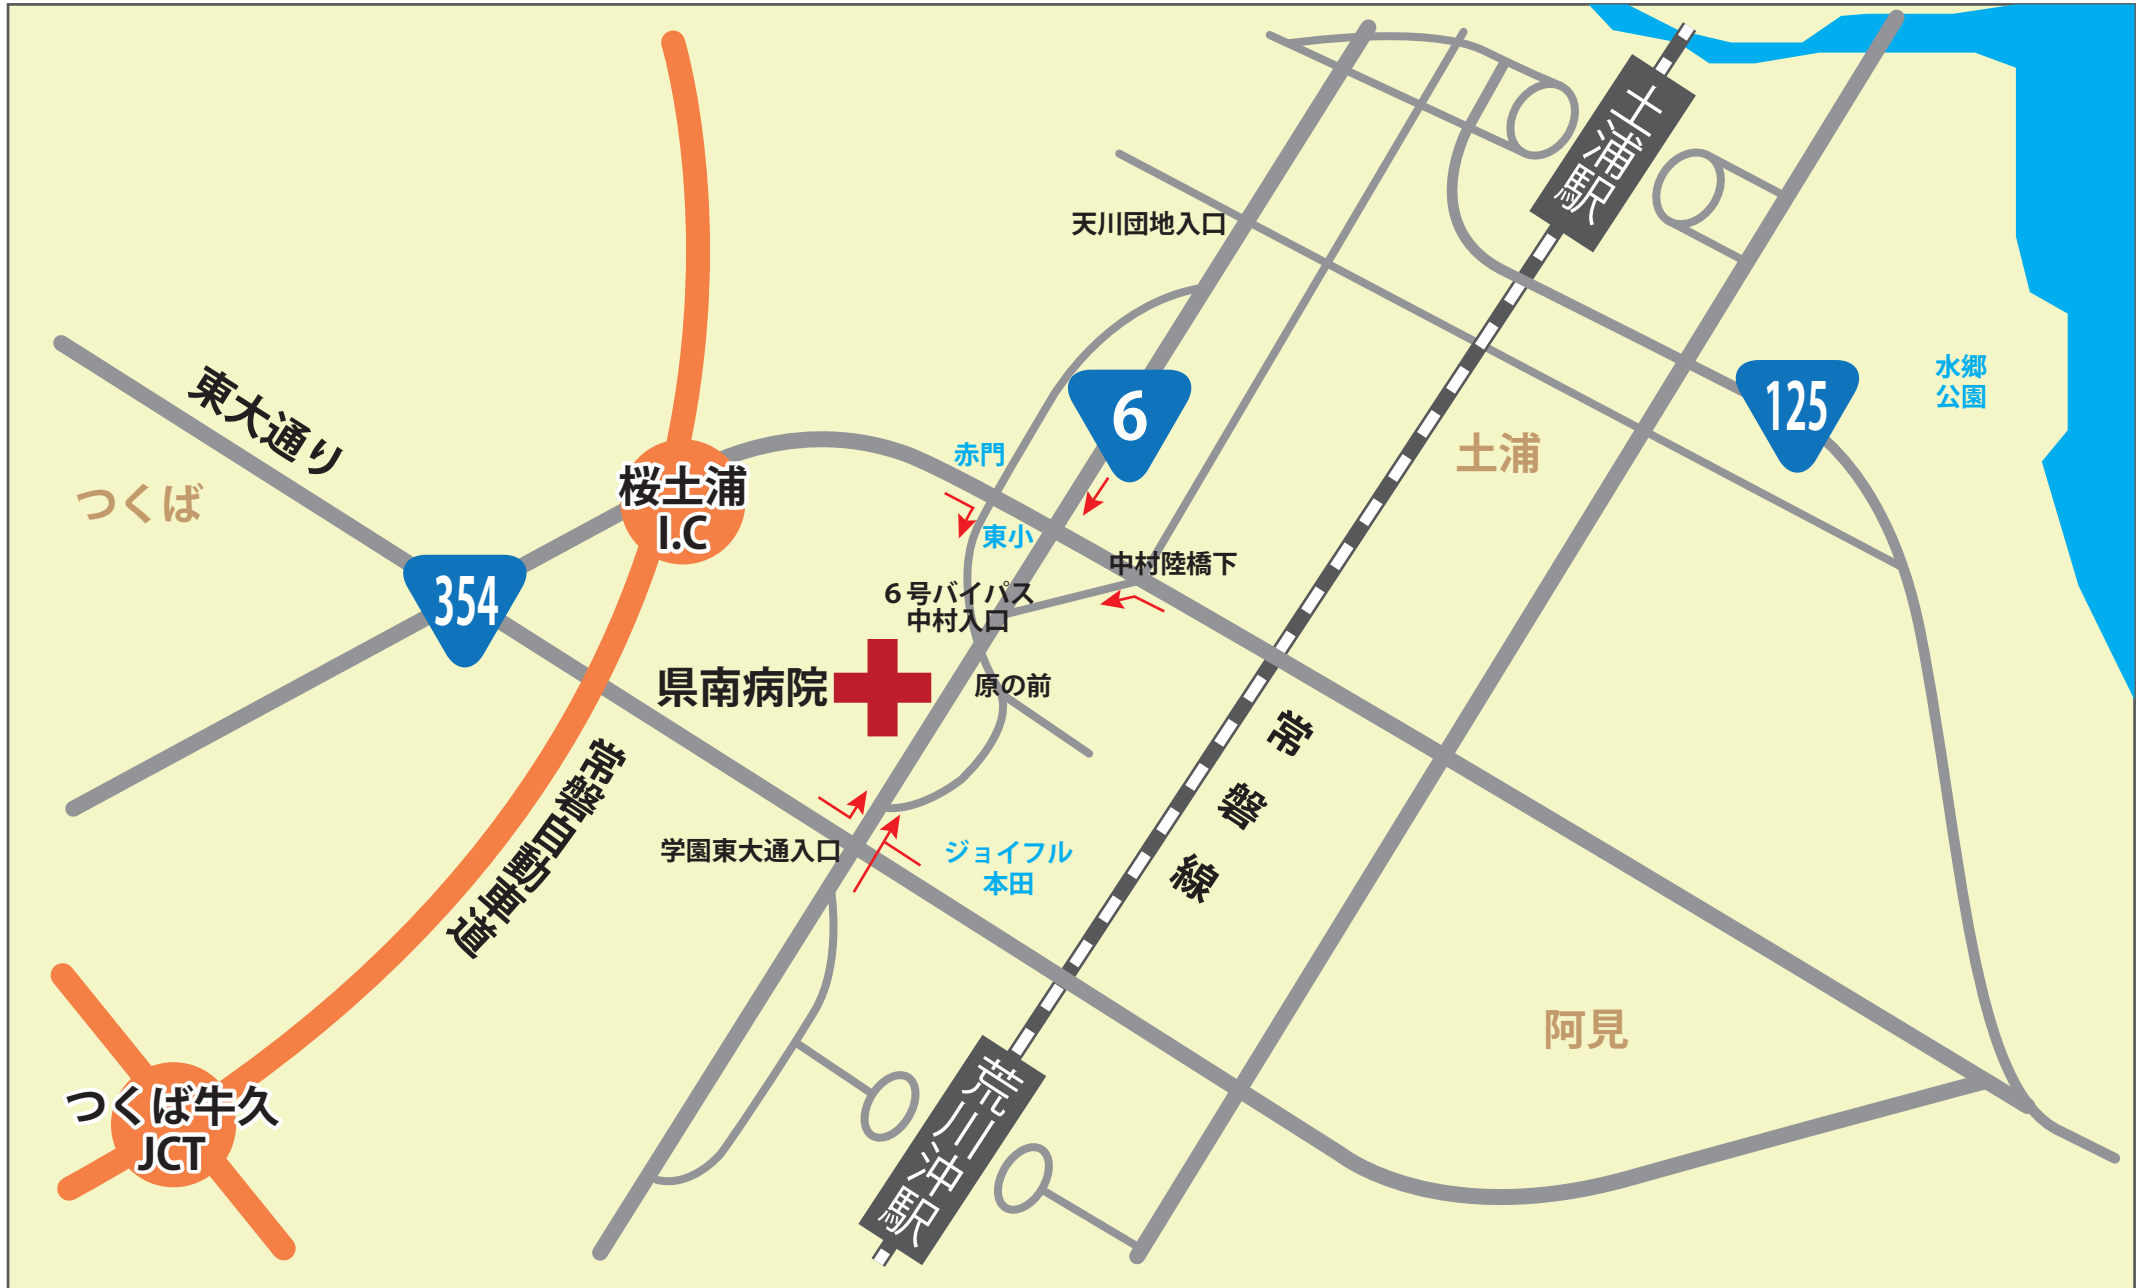 土浦駅
天川団地入口
東大通り
水郷
公園
6
125
赤門
土浦
つくば
桜土浦
I.C
東小
中村陸橋下
354
６号バイパス
中村入口
県南病院
原の前
常磐線
常磐自動車道
学園東大通入口
ジョイフル
本田
阿見
荒川沖駅
つくば牛久
JCT